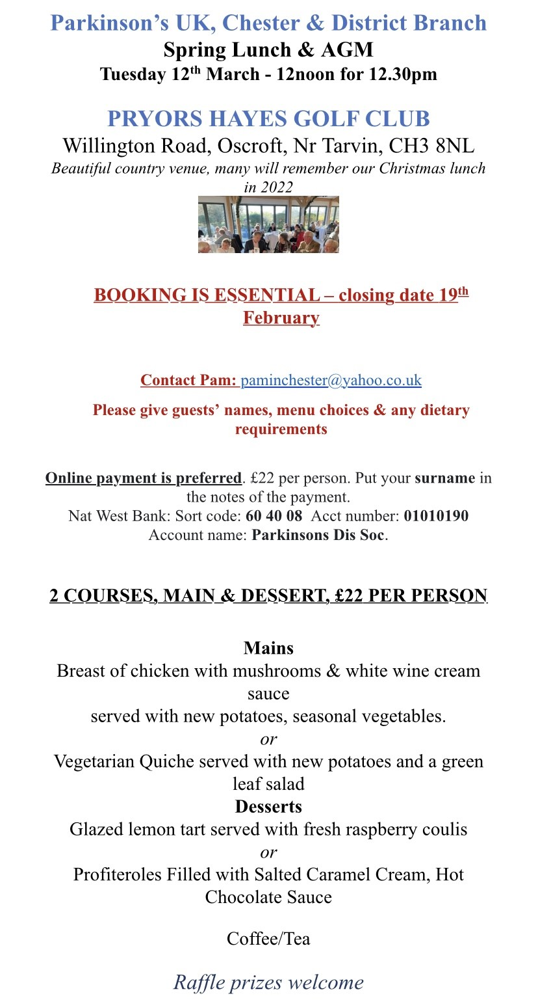 Parkinson's UK, Chester & District Branch
Spring Lunch & AGM
Tuesday 12th March - 12noon for 12.30pm
PRYORS HAYES GOLF CLUB
Willington Road, Oscroft, Nr Tarvin, CH3 8NL
Beautiful country venue, many will remember our Christmas lunch
in 2022
BOOKING IS ESSENTIAL – closing date 19th
February
Contact Pam: paminchester@yahoo.co.uk
Please give guests' names, menu choices & any dietary
requirements
Online payment is preferred. £22 per person. Put your surname in
the notes of the payment.
Nat West Bank: Sort code: 60 40 08  Acct number: 01010190
Account name: Parkinsons Dis Soc.
2 COURSES, MAIN & DESSERT, £22 PER PERSON
Mains
Breast of chicken with mushrooms & white wine cream
sauce
served with new potatoes, seasonal vegetables.
or
Vegetarian Quiche served with new potatoes and a green
leaf salad
Desserts
Glazed lemon tart served with fresh raspberry coulis
or
Profiteroles Filled with Salted Caramel Cream, Hot
Chocolate Sauce
Coffee/Tea
Raffle prizes welcome